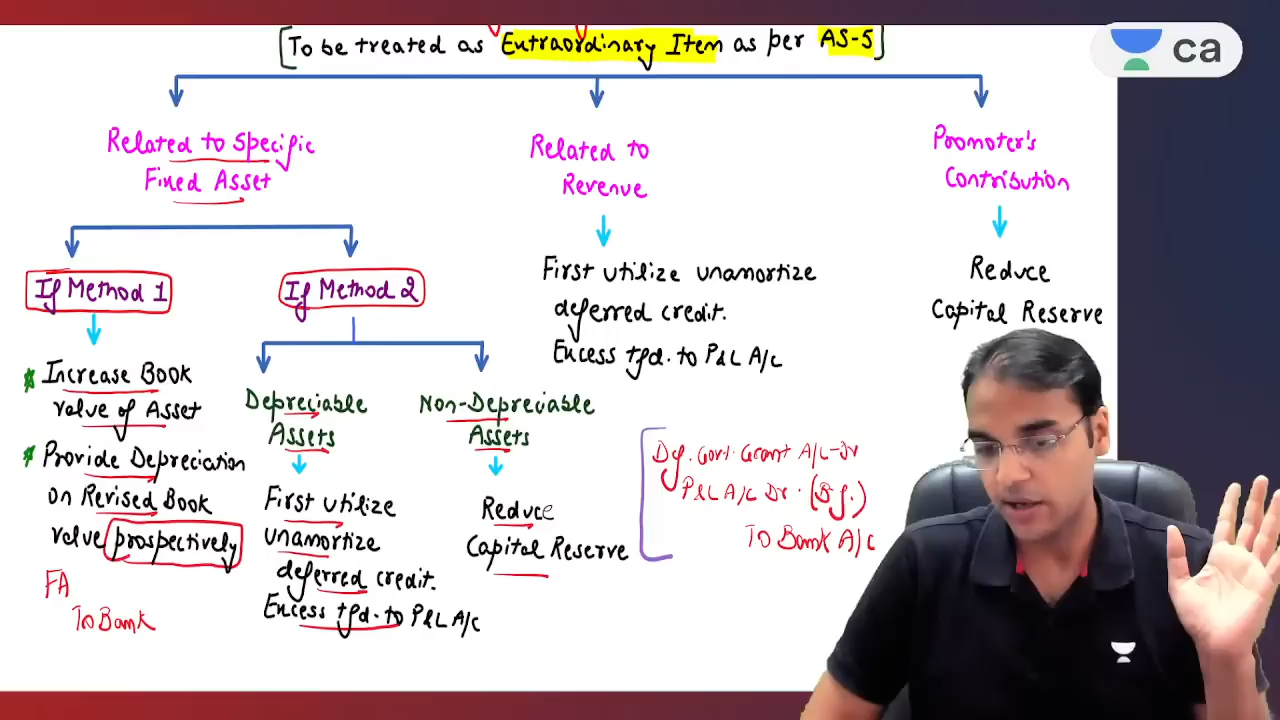 [To be treated as Extraordinary Item as per AS-5]
ca
Related to Specific
Fixed Asset
Related to
Revenue
Promoter's
Contribution
If Method 1
If Method 2
First utilize unamortize
deferred credit.
Excess tfd. to P&L A/c
Reduce
Capital Reserve
Increase Book
value of Asset
Provide Depreciation
on Revised Book
value prospectively
FA
To Bank
Depreciable
Assets
First utilize
unamortize
deferred credit.
Excess tfd. to P&L A/c
Non-Depreciable
Assets
Reduce
Capital Reserve
Def. Govt. Grant A/c - Dr
P&L A/c Dr. (B.f.)
To Bank A/c